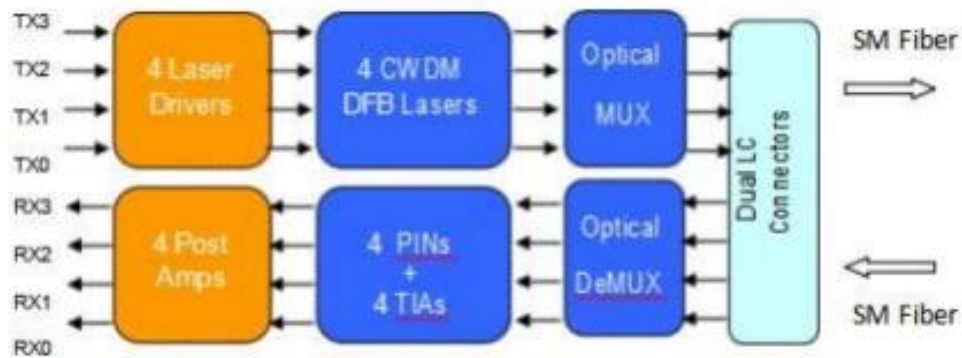 TX3
TX2
TX1
TX0
RX3
RX2
RX1
RX0
4 Laser
Drivers
4 CWDM
DFB Lasers
Optical
MUX
4 Post
Amps
4 PINs
+
4 TIAs
Optical
DeMUX
Dual LC
Connectors
SM Fiber
SM Fiber